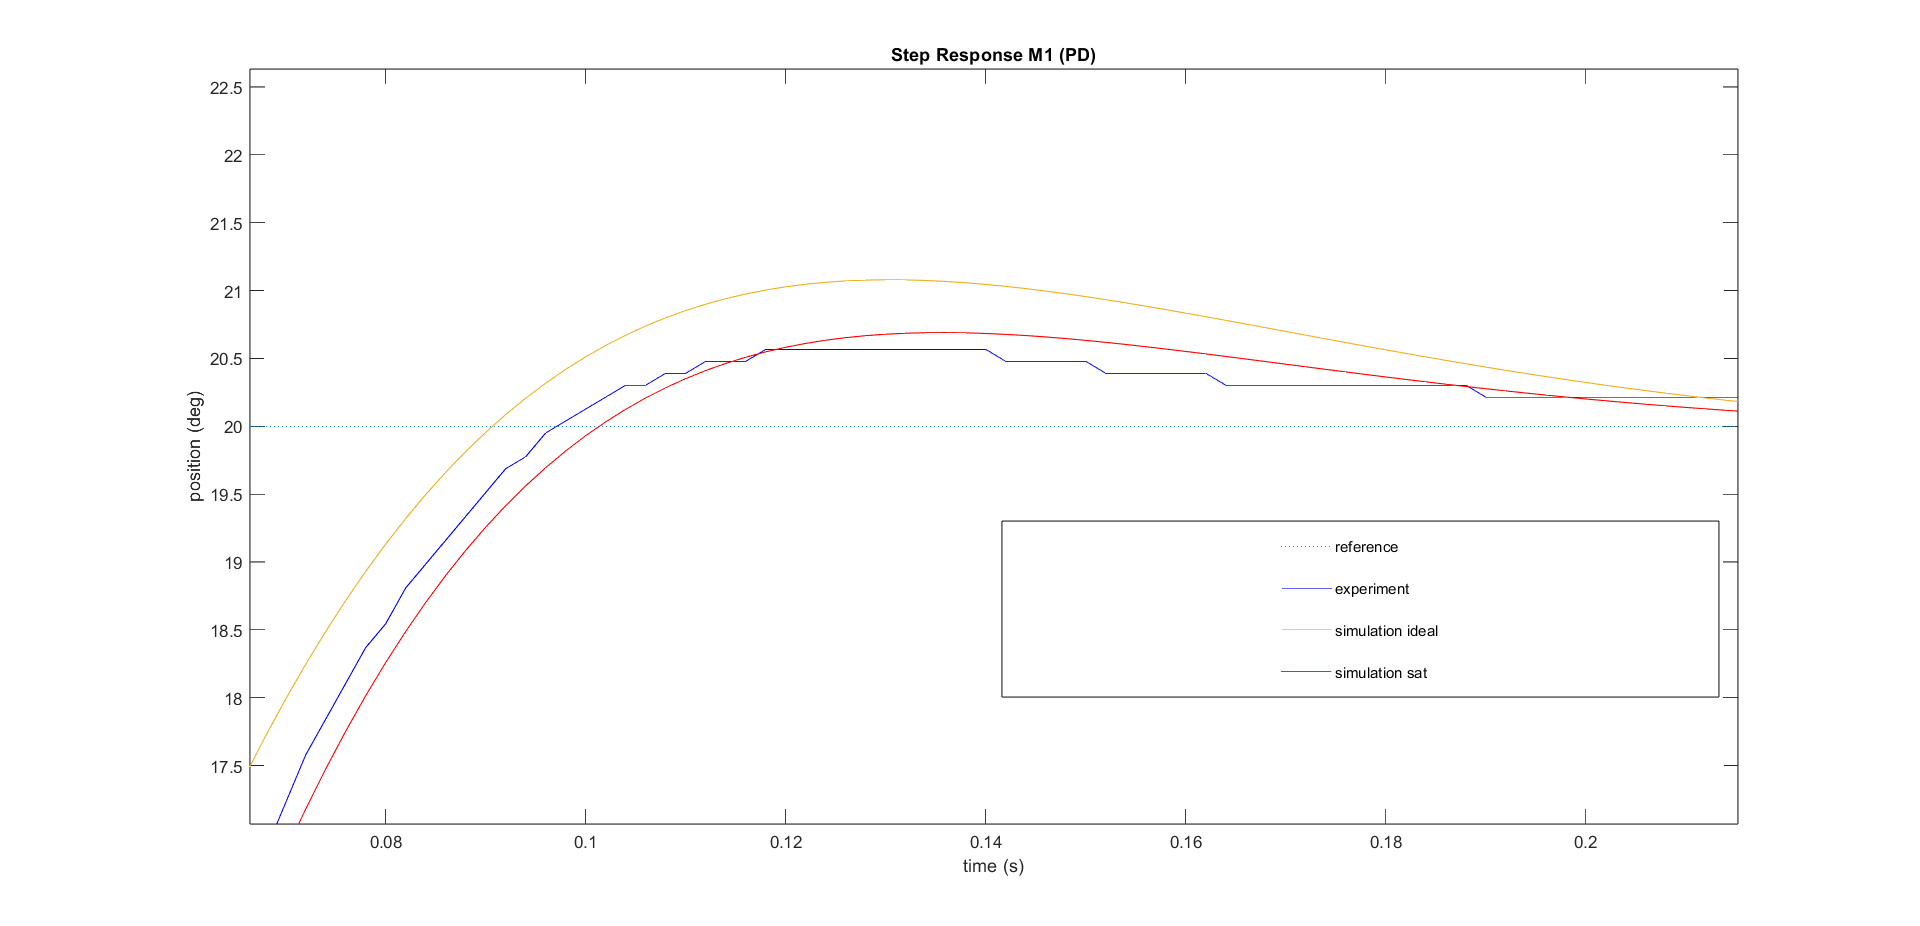 Step Response M1 (PD)
22.5
22
21.5
21
20.5
20
19.5
19
18.5
18
17.5
position (deg)
reference
experiment
simulation ideal
simulation sat
0.08 0.1 0.12 0.14 0.16 0.18 0.2
time (s)